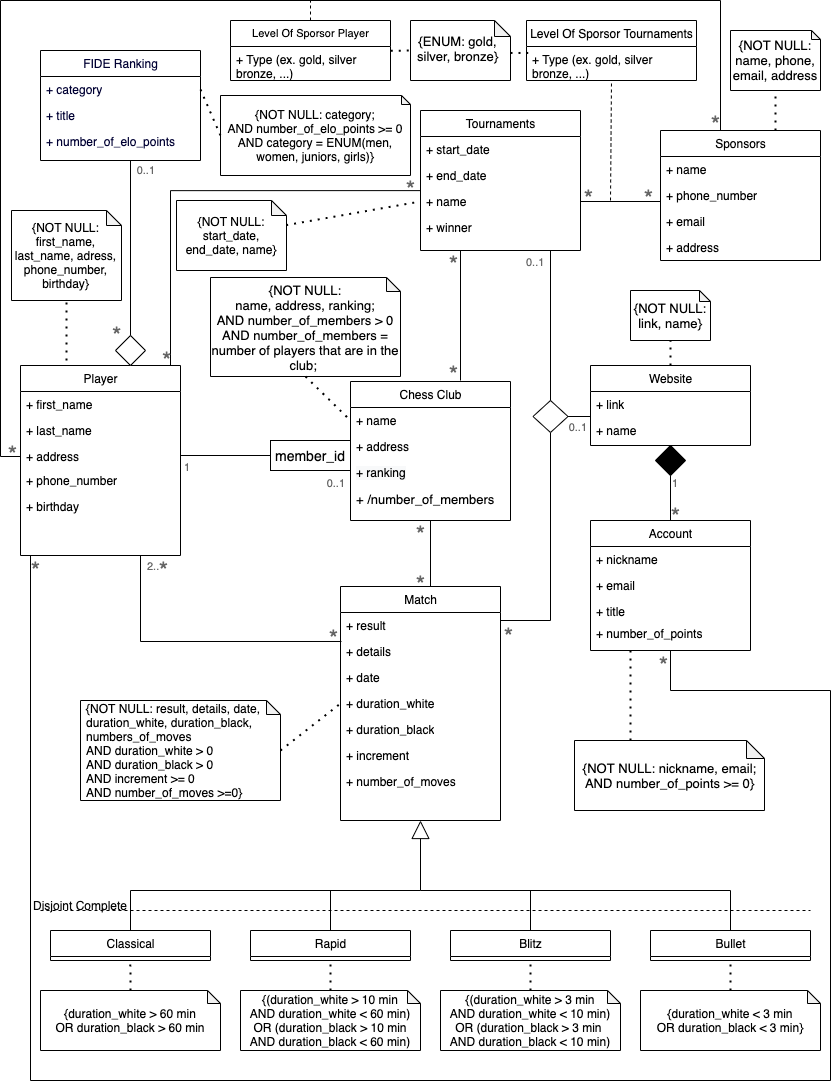 Level Of Sporsor Player
+ Type (ex. gold, silver
bronze, ...)
{ENUM: gold,
silver, bronze}
Level Of Sporsor Tournaments
+ Type (ex. gold, silver
bronze, ...)
{NOT NULL:
name, phone,
email, address
FIDE Ranking
+ category
+ title
+ number_of_elo_points
0..1
{NOT NULL: category;
AND number_of_elo_points >= 0
AND category = ENUM(men,
women, juniors, girls)}
Tournaments
+ start_date
+ end_date
+ name
+ winner
*
*
*
*
0..1
Sponsors
+ name
+ phone_number
+ email
+ address
*
{NOT NULL:
first_name,
last_name, adress,
phone_number,
birthday}
{NOT NULL:
start_date,
end_date, name}
{NOT NULL:
name, address, ranking;
AND number_of_members > 0
AND number_of_members =
number of players that are in the
club;
{NOT NULL:
link, name}
*
*
*
Player
+ first_name
+ last_name
+ address
+ phone_number
+ birthday
*
1
member_id
0..1
Chess Club
+ name
+ address
+ ranking
+ /number_of_members
0..1
Website
+ link
+ name
1
*
Account
+ nickname
+ email
+ title
+ number_of_points
*
*
2..*
*
*
*
*
Match
+ result
+ details
+ date
+ duration_white
+ duration_black
+ increment
+ number_of_moves
{NOT NULL: result, details, date,
duration_white, duration_black,
numbers_of_moves
AND duration_white > 0
AND duration_black > 0
AND increment >= 0
AND number_of_moves >=0}
{NOT NULL: nickname, email;
AND number_of_points >= 0}
Disjoint Complete
Classical
Rapid
Blitz
Bullet
{duration_white > 60 min
OR duration_black > 60 min
{(duration_white > 10 min
AND duration_white < 60 min)
OR (duration_black > 10 min
AND duration_black < 60 min)
{(duration_white > 3 min
AND duration_white < 10 min)
OR (duration_black > 3 min
AND duration_black < 10 min)
{duration_white < 3 min
OR duration_black < 3 min}